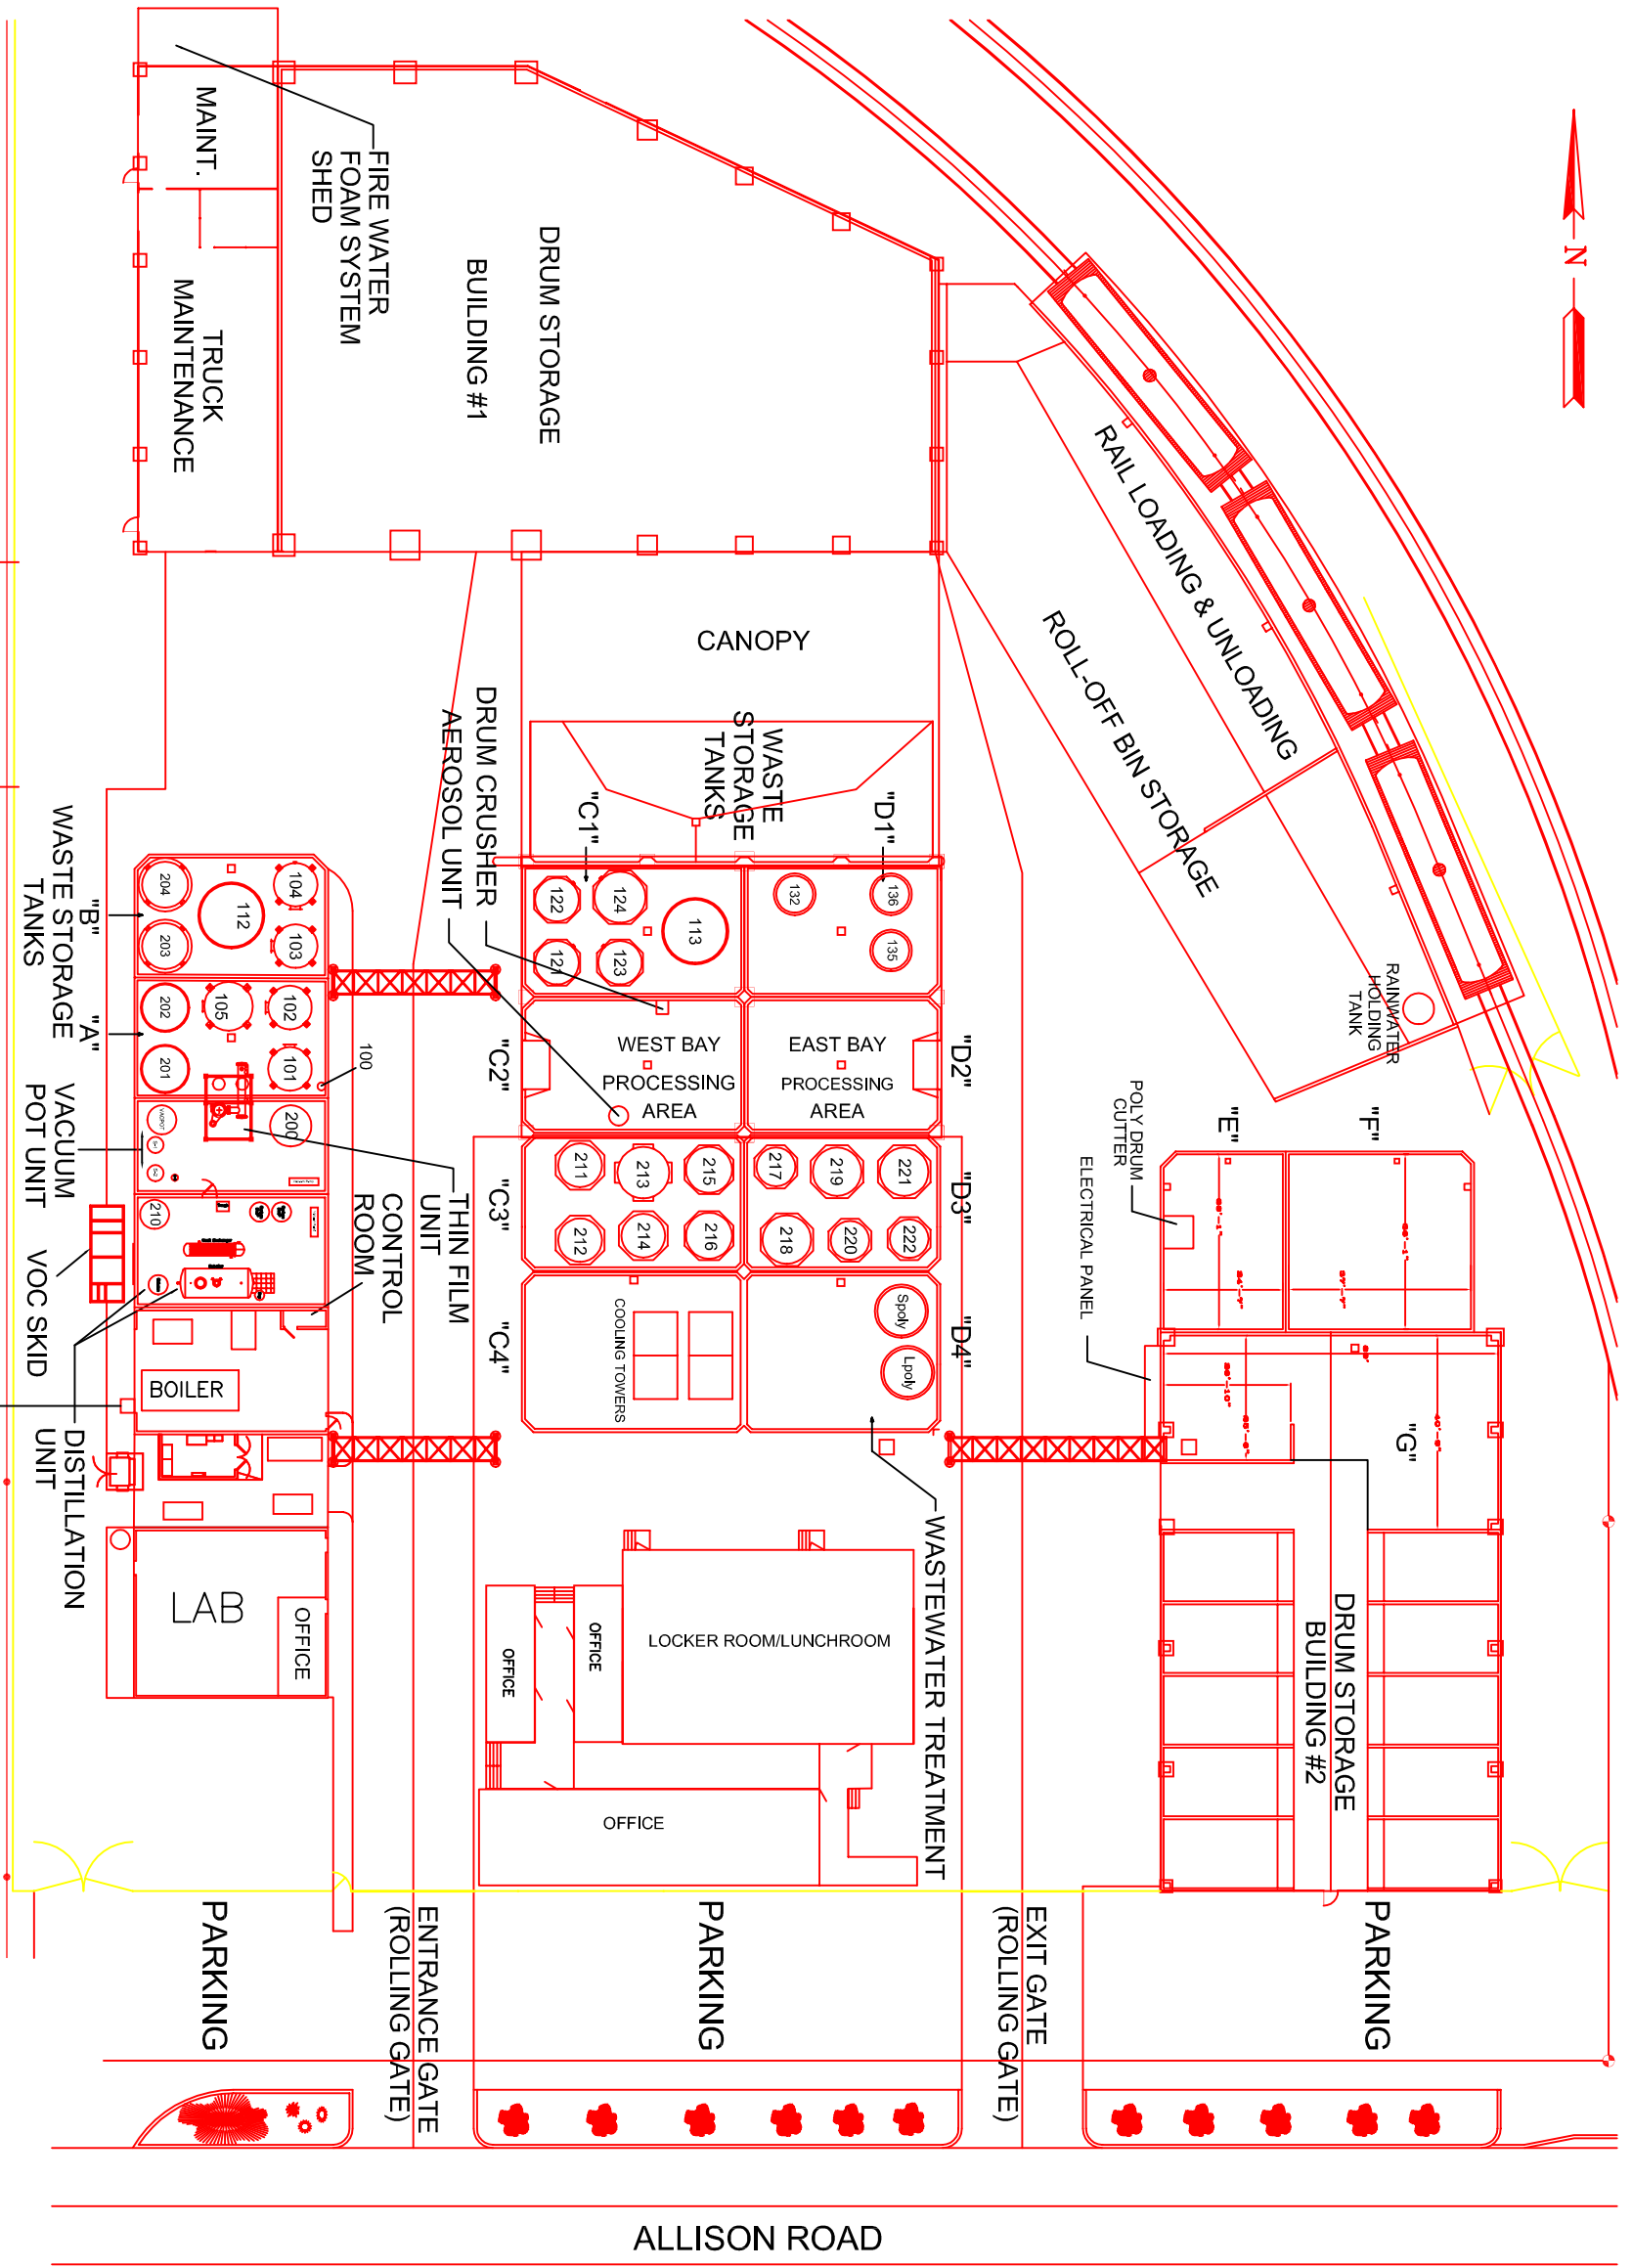 N
MAINT.
FIRE WATER
FOAM SYSTEM
SHED
TRUCK
MAINTENANCE
DRUM STORAGE
BUILDING #1
RAIL LOADING & UNLOADING
ROLL-OFF BIN STORAGE
RAINWATER
HOLDING
TANK
CANOPY
DRUM CRUSHER
AEROSOL UNIT
WASTE
STORAGE
TANKS
"C1"
"D1"
122
124
113
121
123
132
136
135
WEST BAY
PROCESSING
AREA
EAST BAY
PROCESSING
AREA
"C2"
"D2"
211
213
215
212
214
216
217
219
221
218
220
222
"C3"
"D3"
COOLING TOWERS
Spoly
Lpoly
"C4"
"D4"
WASTEWATER TREATMENT
204
112
104
203
103
"B"
WASTE STORAGE
TANKS
"A"
202
105
102
201
101
100
VACUUM
POT UNIT
VACPOT
200
THIN FILM
UNIT
CONTROL
ROOM
210
VOC SKID
BOILER
DISTILLATION
UNIT
LAB
OFFICE
OFFICE
OFFICE
LOCKER ROOM/LUNCHROOM
OFFICE
POLY DRUM
CUTTER
ELECTRICAL PANEL
"E"
"F"
"G"
DRUM STORAGE
BUILDING #2
PARKING
ENTRANCE GATE
(ROLLING GATE)
PARKING
EXIT GATE
(ROLLING GATE)
PARKING
ALLISON ROAD